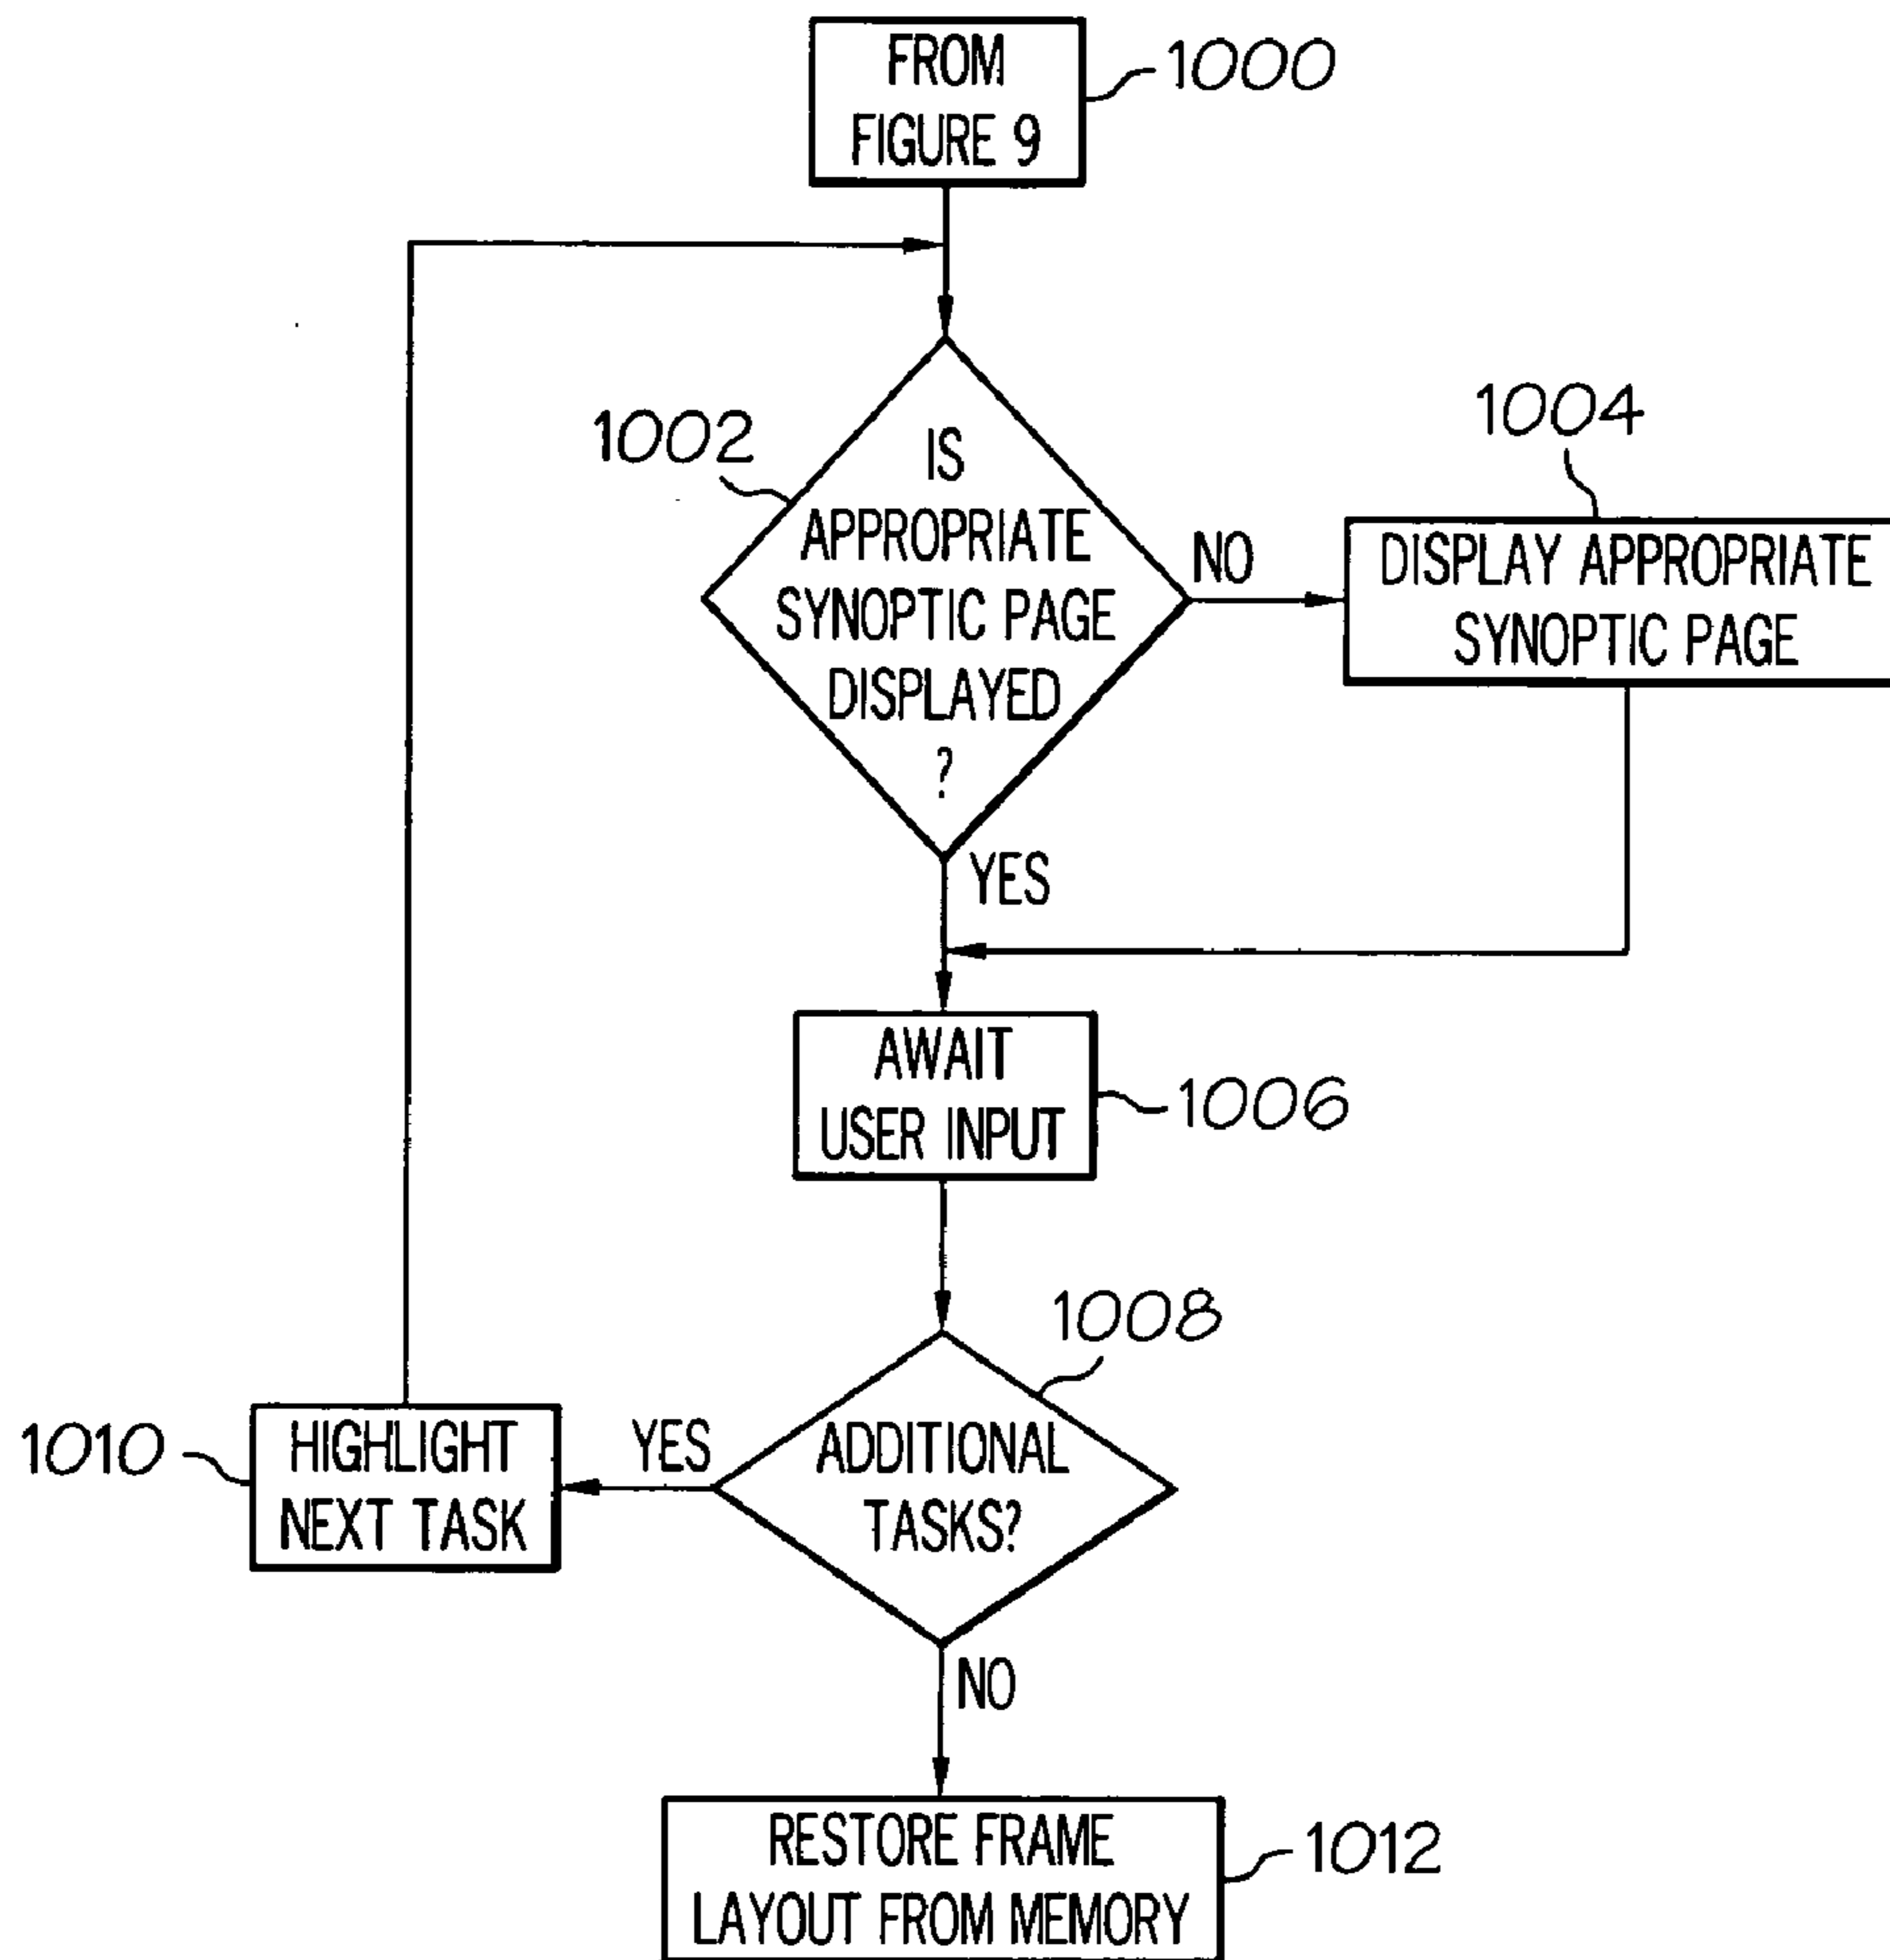 FROM
FIGURE 9
1000
1002
IS
APPROPRIATE
SYNOPTIC PAGE
DISPLAYED
?
NO
1004
DISPLAY APPROPRIATE
SYNOPTIC PAGE
YES
AWAIT
USER INPUT
1006
1008
ADDITIONAL
TASKS?
YES
1010
HIGHLIGHT
NEXT TASK
NO
RESTORE FRAME
LAYOUT FROM MEMORY
1012